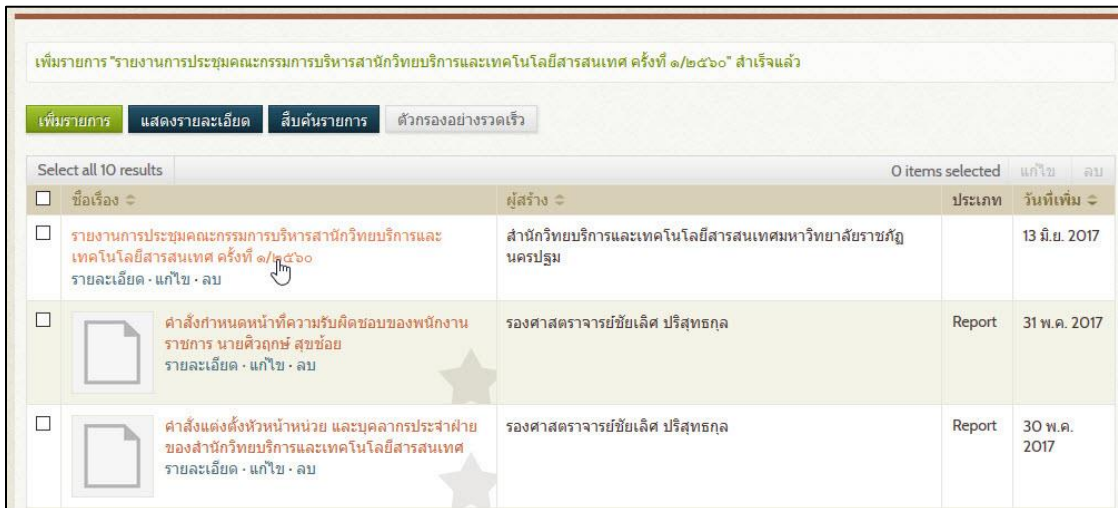 เพิ่มรายการ "รายงานการประชุมคณะกรรมการบริหารสำนักวิทยบริการและเทคโนโลยีสารสนเทศ ครั้งที่ ๑/๒๕๖๐" สำเร็จแล้ว
เพิ่มรายการ แสดงรายละเอียด สืบค้นรายการ ตัวกรองอย่างรวดเร็ว
Select all 10 results 0 items selected แก้ไข ลบ
ชื่อเรื่อง ผู้สร้าง ประเภท วันที่เพิ่ม
รายงานการประชุมคณะกรรมการบริหารสำนักวิทยบริการและ สำนักวิทยบริการและเทคโนโลยีสารสนเทศมหาวิทยาลัยราชภัฏ 13 มิ.ย. 2017
เทคโนโลยีสารสนเทศ ครั้งที่ ๑/๒๕๖๐ นครปฐม
รายละเอียด · แก้ไข · ลบ
คำสั่งกำหนดหน้าที่ความรับผิดชอบของพนักงาน รองศาสตราจารย์ชัยเลิศ ปริสุทธกุล Report 31 พ.ค. 2017
ราชการ นายศิวฤกษ์ สุขช้อย
รายละเอียด · แก้ไข · ลบ
คำสั่งแต่งตั้งหัวหน้าหน่วย และบุคลากรประจำฝ่าย รองศาสตราจารย์ชัยเลิศ ปริสุทธกุล Report 30 พ.ค.
ของสำนักวิทยบริการและเทคโนโลยีสารสนเทศ 2017
รายละเอียด · แก้ไข · ลบ